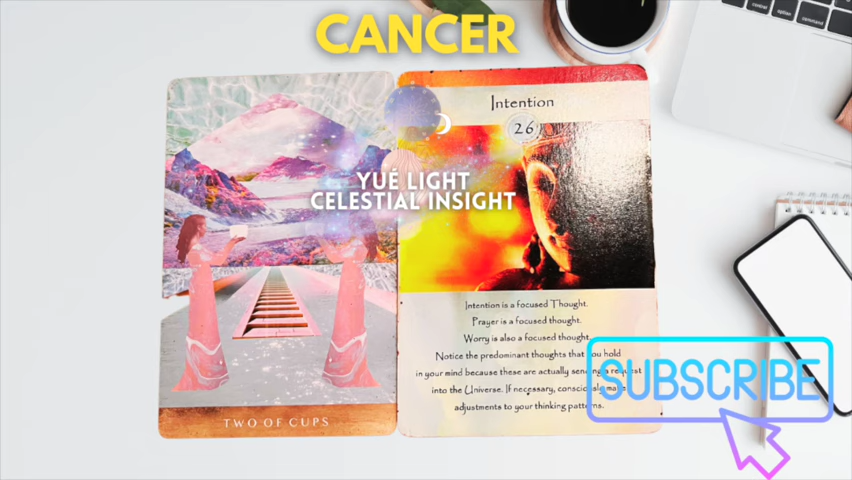 CANCER
Intention
26
YUÉ LIGHT
CELESTIAL INSIGHT
Intention is a focused Thought.
Prayer is a focused thought.
Worry is also a focused thought.
Notice the predominant thoughts that you hold
in your mind because these are actually sending a request
into the Universe. If necessary, consciously make
adjustments to your thinking patterns.
SUBSCRIBE
TWO OF CUPS
option
command